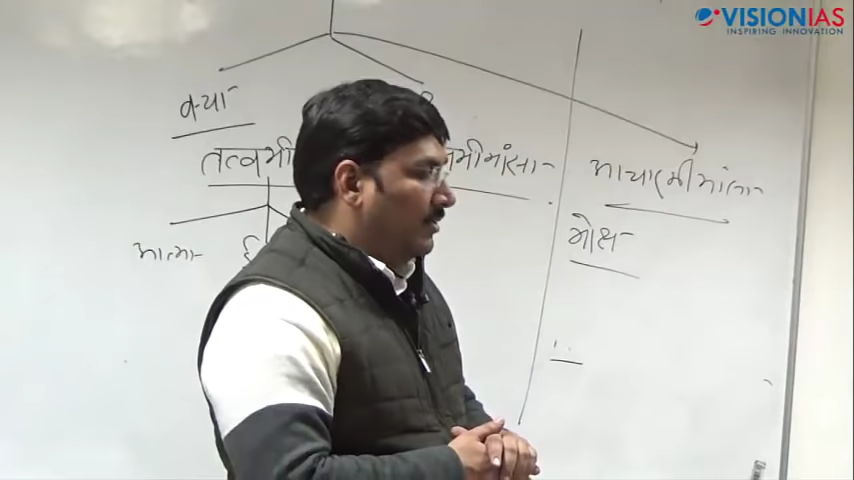 VISIONIAS
INSPIRING INNOVATION
क्या
तत्वमी मीमांसा
आचारमीमांसा
मोक्ष
आत्मा